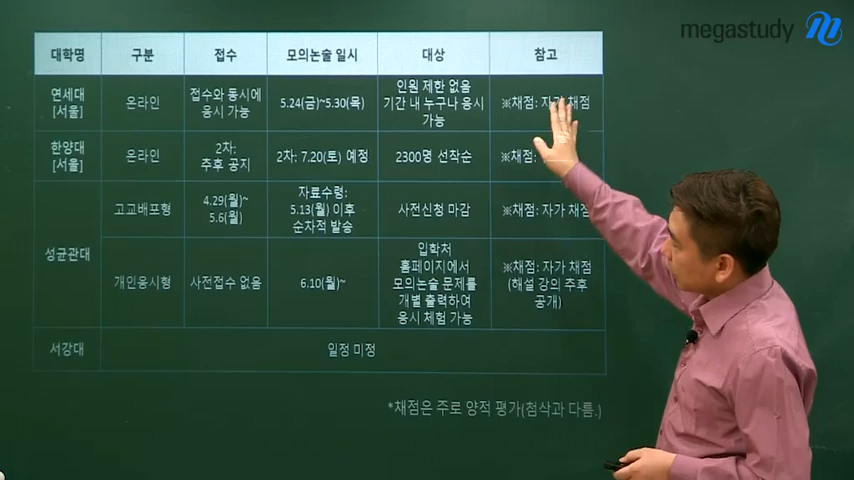 megastudy
대학명 구분 접수 모의논술 일시 대상 참고
연세대
[서울]
온라인
접수와 동시에
응시 가능
5.24(금)~5.30(목)
인원 제한 없음
기간 내 누구나 응시
가능
※채점: 자가 채점
한양대
[서울]
온라인
2차:
추후 공지
2차: 7.20(토) 예정
2300명 선착순
※채점:
성균관대
고교배포형
4.29(월)~
5.6(월)
자료수령:
5.13(월) 이후
순차적 발송
사전신청 마감
※채점: 자가 채점
개인응시형
사전접수 없음
6.10(월)~
입학처
홈페이지에서
모의논술 문제를
개별 출력하여
응시 체험 가능
※채점: 자가 채점
(해설 강의 추후
공개)
서강대
일정 미정
*채점은 주로 양적 평가(첨삭과 다름.)